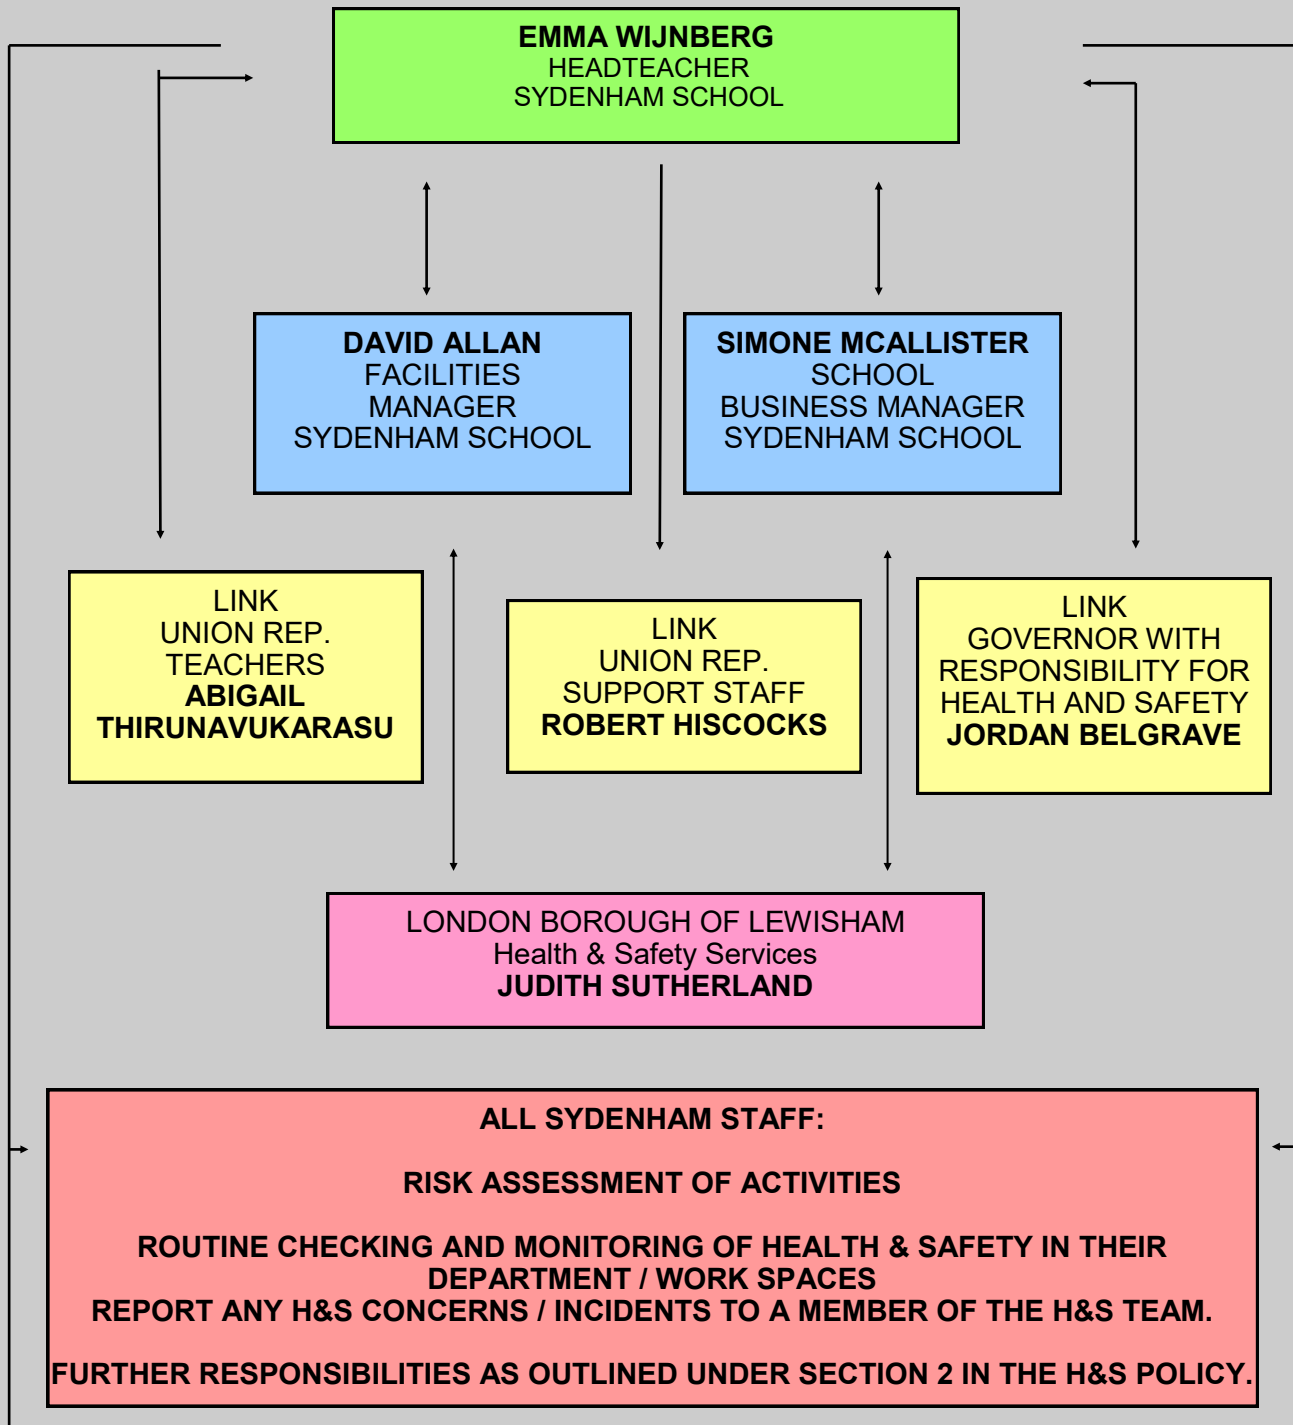 EMMA WIJNBERG
HEADTEACHER
SYDENHAM SCHOOL
DAVID ALLAN
FACILITIES
MANAGER
SYDENHAM SCHOOL
SIMONE MCALLISTER
SCHOOL
BUSINESS MANAGER
SYDENHAM SCHOOL
LINK
UNION REP.
TEACHERS
ABIGAIL
THIRUNAVUKARASU
LINK
UNION REP.
SUPPORT STAFF
ROBERT HISCOCKS
LINK
GOVERNOR WITH
RESPONSIBILITY FOR
HEALTH AND SAFETY
JORDAN BELGRAVE
LONDON BOROUGH OF LEWISHAM
Health & Safety Services
JUDITH SUTHERLAND
ALL SYDENHAM STAFF:
RISK ASSESSMENT OF ACTIVITIES
ROUTINE CHECKING AND MONITORING OF HEALTH & SAFETY IN THEIR
DEPARTMENT / WORK SPACES
REPORT ANY H&S CONCERNS / INCIDENTS TO A MEMBER OF THE H&S TEAM.
FURTHER RESPONSIBILITIES AS OUTLINED UNDER SECTION 2 IN THE H&S POLICY.